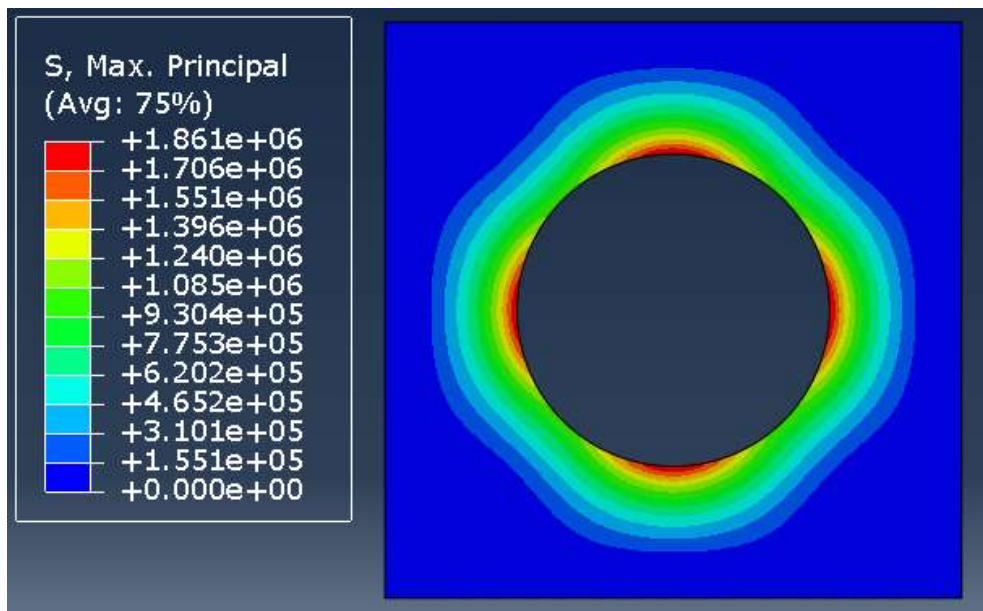 S, Max. Principal
(Avg: 75%)
+1.861e+06
+1.706e+06
+1.551e+06
+1.396e+06
+1.240e+06
+1.085e+06
+9.304e+05
+7.753e+05
+6.202e+05
+4.652e+05
+3.101e+05
+1.551e+05
+0.000e+00